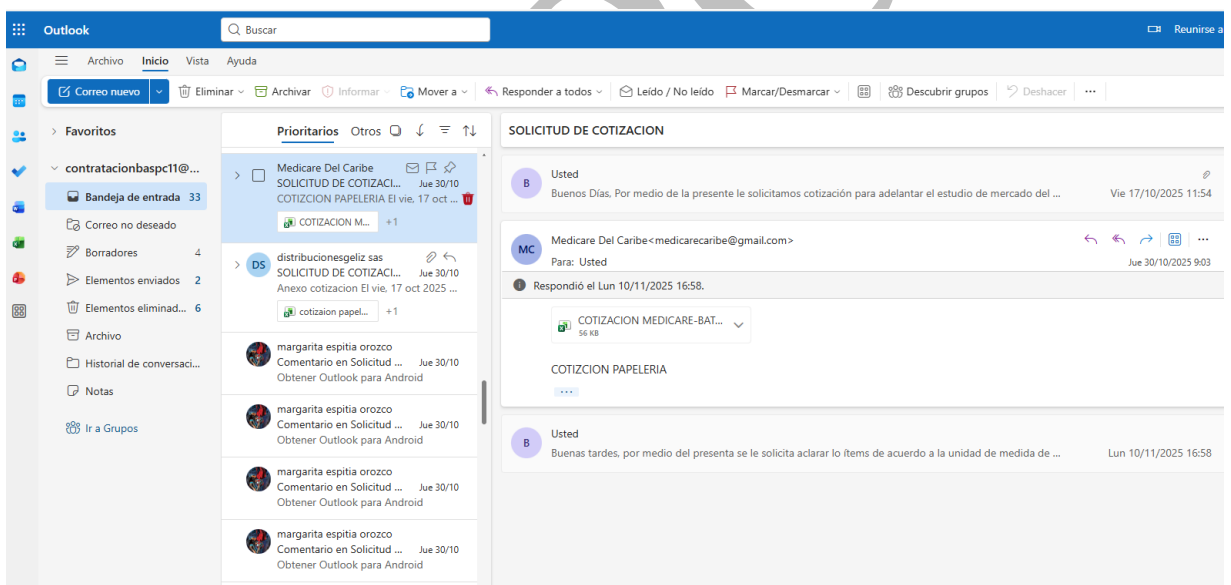 Outlook
Buscar
Reunirse a
Archivo Inicio Vista Ayuda
Correo nuevo Eliminar Archivar Informar Mover a Responder a todos Leído / No leído Marcar/Desmarcar Descubrir grupos Deshacer ...
Favoritos
contratacionbaspc11@...
Bandeja de entrada 33
Correo no deseado
Borradores 4
Elementos enviados 2
Elementos eliminad... 6
Archivo
Historial de conversaci...
Notas
Ir a Grupos
Prioritarios Otros
Medicare Del Caribe
SOLICITUD DE COTIZACI... Jue 30/10
COTIZCION PAPELERIA El vie, 17 oct ...
COTIZACION M... +1
DS
distribucionesgeliz sas
SOLICITUD DE COTIZACI... Jue 30/10
Anexo cotizacion El vie, 17 oct 2025 ...
cotizaion papel... +1
margarita espitia orozco
Comentario en Solicitud ... Jue 30/10
Obtener Outlook para Android
margarita espitia orozco
Comentario en Solicitud ... Jue 30/10
Obtener Outlook para Android
margarita espitia orozco
Comentario en Solicitud ... Jue 30/10
Obtener Outlook para Android
margarita espitia orozco
Comentario en Solicitud ... Jue 30/10
Obtener Outlook para Android
SOLICITUD DE COTIZACION
B
Usted
Buenos Días, Por medio de la presente le solicitamos cotización para adelantar el estudio de mercado del ... Vie 17/10/2025 11:54
MC
Medicare Del Caribe<medicarecaribe@gmail.com>
Para: Usted Jue 30/10/2025 9:03
Respondió el Lun 10/11/2025 16:58.
COTIZACION MEDICARE-BAT...
56 KB
COTIZCION PAPELERIA
...
B
Usted
Buenas tardes, por medio del presenta se le solicita aclarar lo ítems de acuerdo a la unidad de medida de ... Lun 10/11/2025 16:58